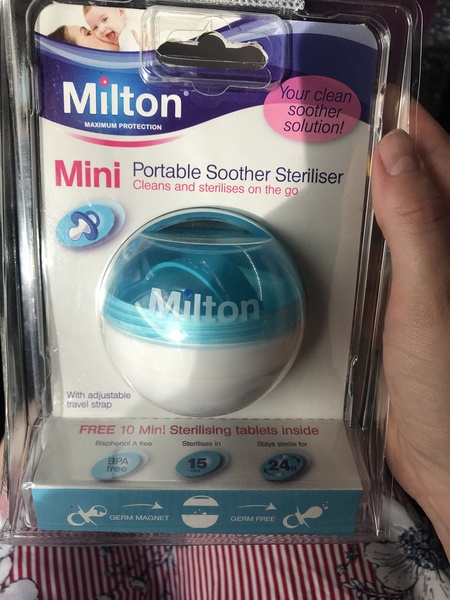 Milton®
MAXIMUM PROTECTION
Your clean
soother
solution!
Mini Portable Soother Steriliser
Cleans and sterilises on the go
Milton
With adjustable
travel strap
FREE 10 Mini Sterilising tablets inside
Bisphenol A free
Sterilises in
Stays sterile for
BPA
free
15
24
GERM MAGNET
GERM FREE